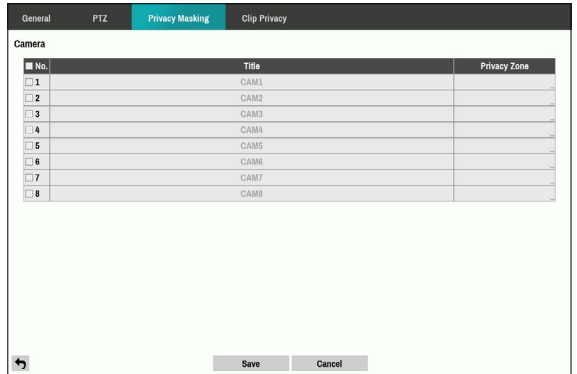 General PTZ Privacy Masking Clip Privacy
Camera
No. Title Privacy Zone
1 CAM1 ...
2 CAM2 ...
3 CAM3 ...
4 CAM4 ...
5 CAM5 ...
6 CAM6 ...
7 CAM7 ...
8 CAM8 ...
Save Cancel